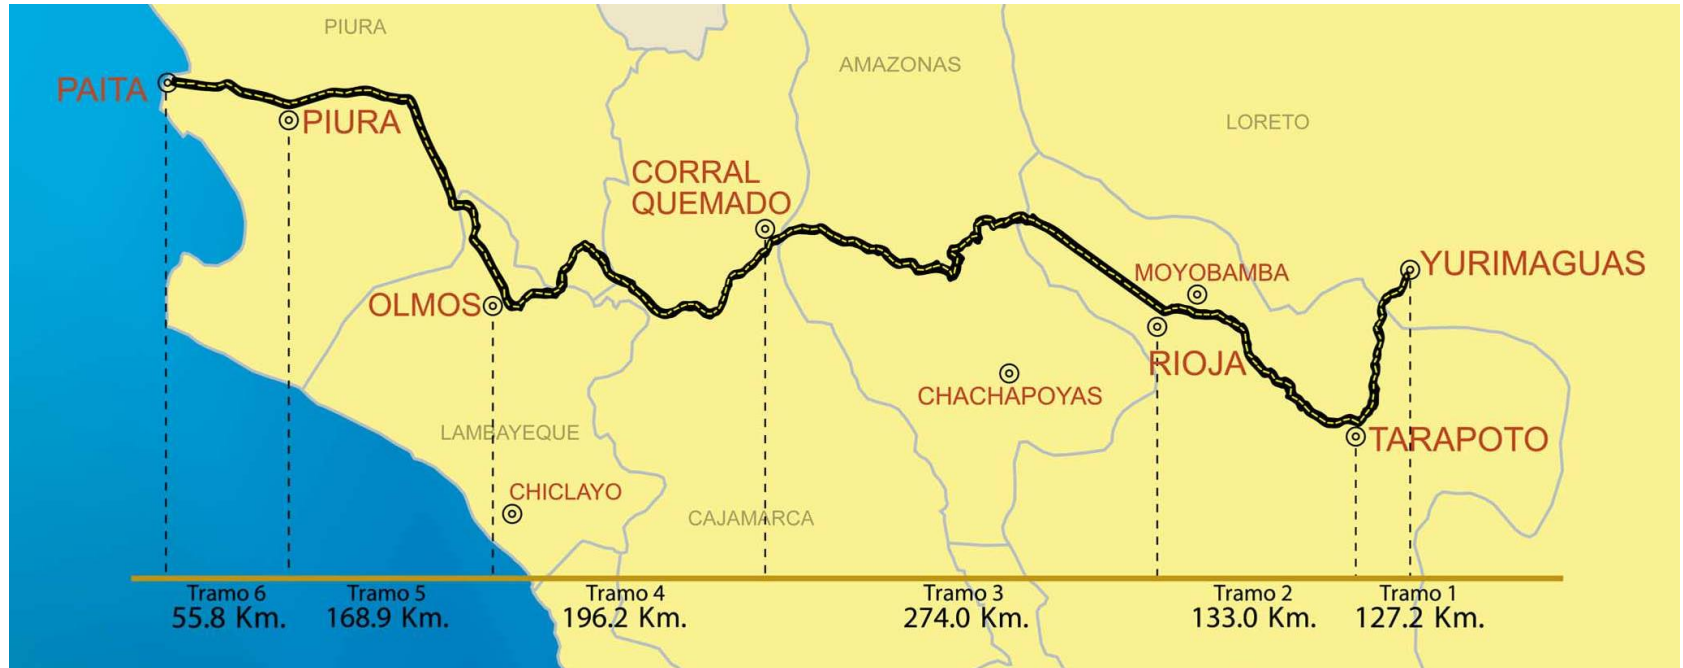 PIURA
AMAZONAS
PAITA
PIURA
LORETO
CORRAL
QUEMADO
MOYOBAMBA
YURIMAGUAS
OLMOS
RIOJA
CHACHAPOYAS
LAMBAYEQUE
TARAPOTO
CHICLAYO
CAJAMARCA
Tramo 6
55.8 Km.
Tramo 5
168.9 Km.
Tramo 4
196.2 Km.
Tramo 3
274.0 Km.
Tramo 2
133.0 Km.
Tramo 1
127.2 Km.